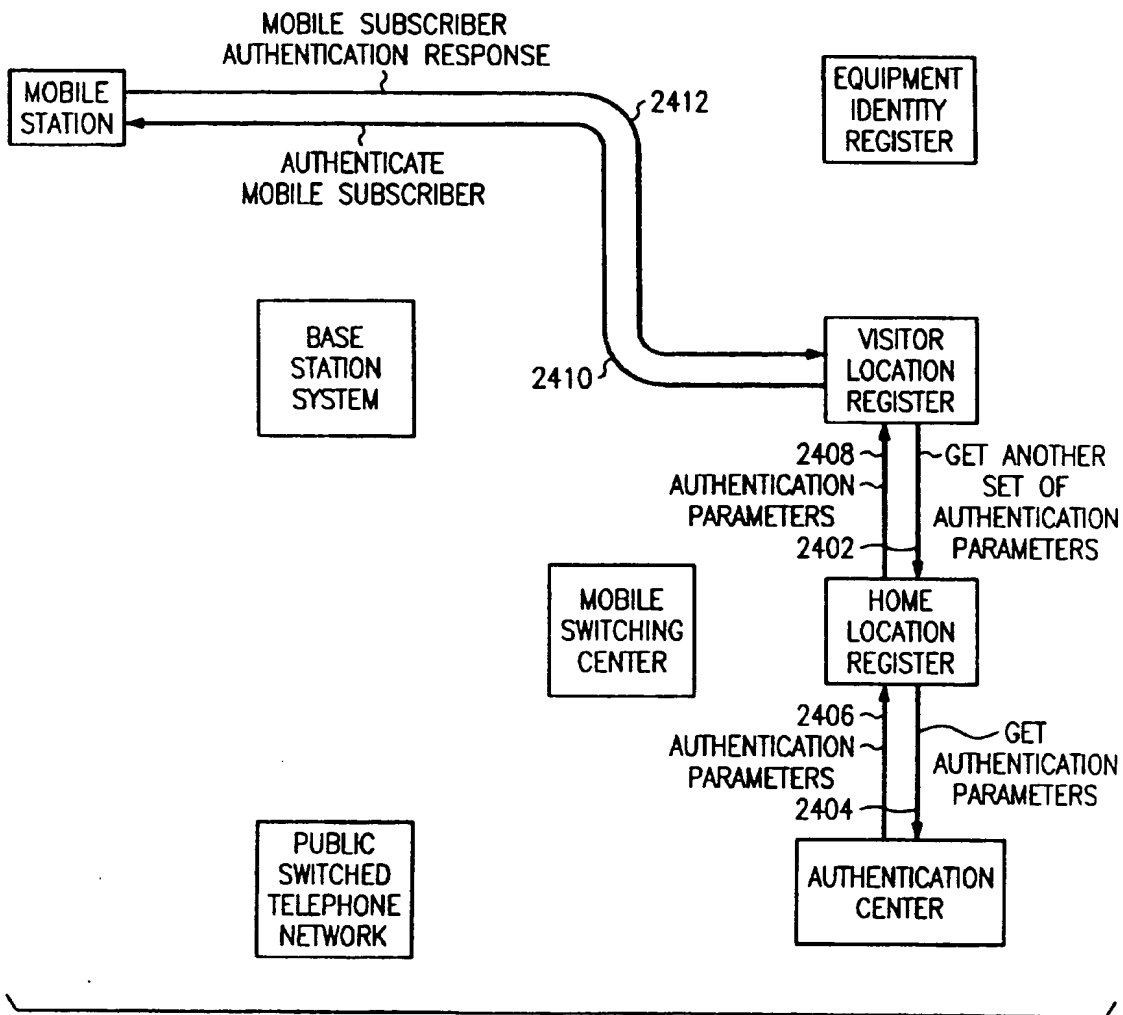 MOBILE SUBSCRIBER
AUTHENTICATION RESPONSE
MOBILE
STATION
2412
EQUIPMENT
IDENTITY
REGISTER
AUTHENTICATE
MOBILE SUBSCRIBER
BASE
STATION
SYSTEM
2410
VISITOR
LOCATION
REGISTER
2408
AUTHENTICATION
PARAMETERS
2402
GET ANOTHER
SET OF
AUTHENTICATION
PARAMETERS
MOBILE
SWITCHING
CENTER
HOME
LOCATION
REGISTER
2406
AUTHENTICATION
PARAMETERS
2404
GET
AUTHENTICATION
PARAMETERS
PUBLIC
SWITCHED
TELEPHONE
NETWORK
AUTHENTICATION
CENTER